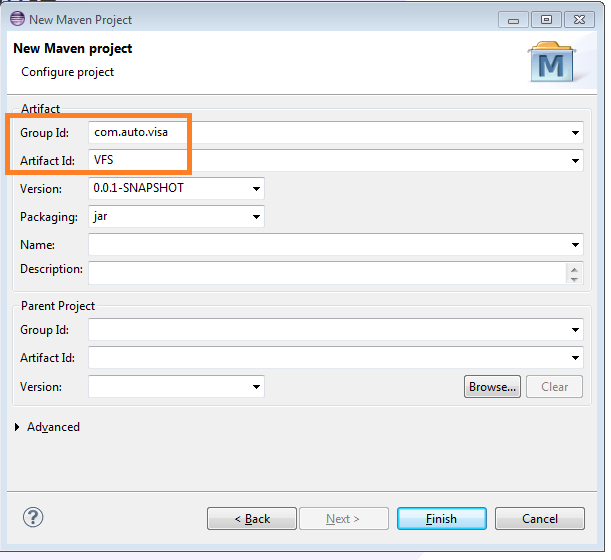 New Maven Project
New Maven project
Configure project
M
Artifact
Group Id: com.auto.visa
Artifact Id: VFS
Version: 0.0.1-SNAPSHOT
Packaging: jar
Name:
Description:
Parent Project
Group Id:
Artifact Id:
Version: Browse... Clear
Advanced
? < Back Next > Finish Cancel